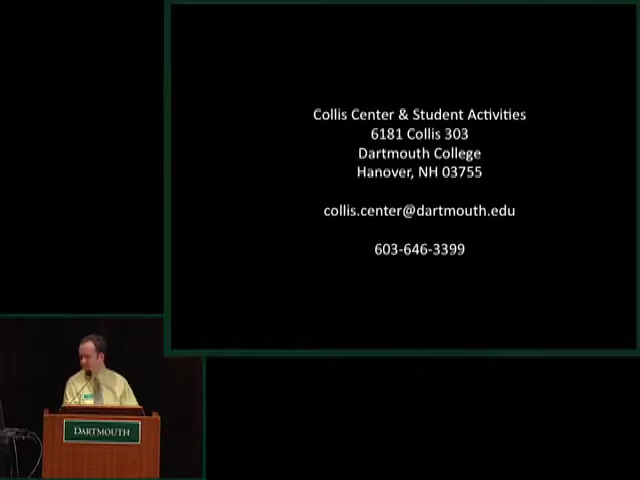 Collis Center & Student Activities
6181 Collis 303
Dartmouth College
Hanover, NH 03755
collis.center@dartmouth.edu
603-646-3399
DARTMOUTH